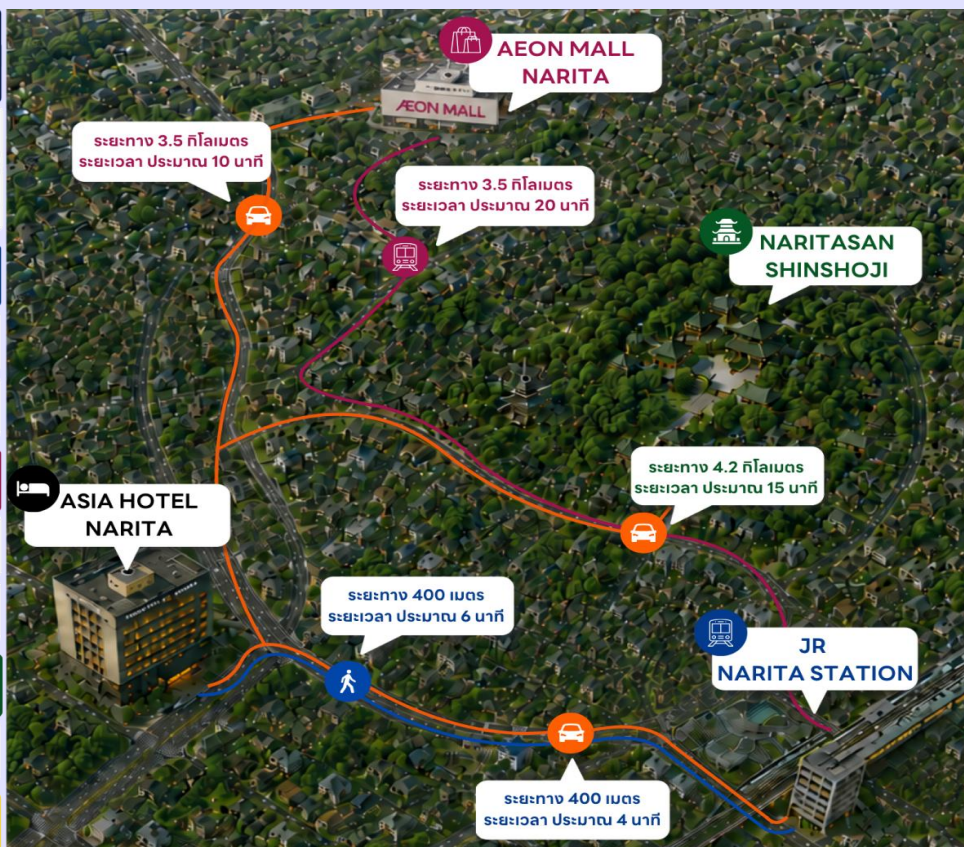 AEON MALL
NARITA
ÆON MALL
ระยะทาง 3.5 กิโลเมตร
ระยะเวลา ประมาณ 10 นาที
ระยะทาง 3.5 กิโลเมตร
ระยะเวลา ประมาณ 20 นาที
NARITASAN
SHINSHOJI
ระยะทาง 4.2 กิโลเมตร
ระยะเวลา ประมาณ 15 นาที
ASIA HOTEL
NARITA
ระยะทาง 400 เมตร
ระยะเวลา ประมาณ 6 นาที
JR
NARITA STATION
ระยะทาง 400 เมตร
ระยะเวลา ประมาณ 4 นาที